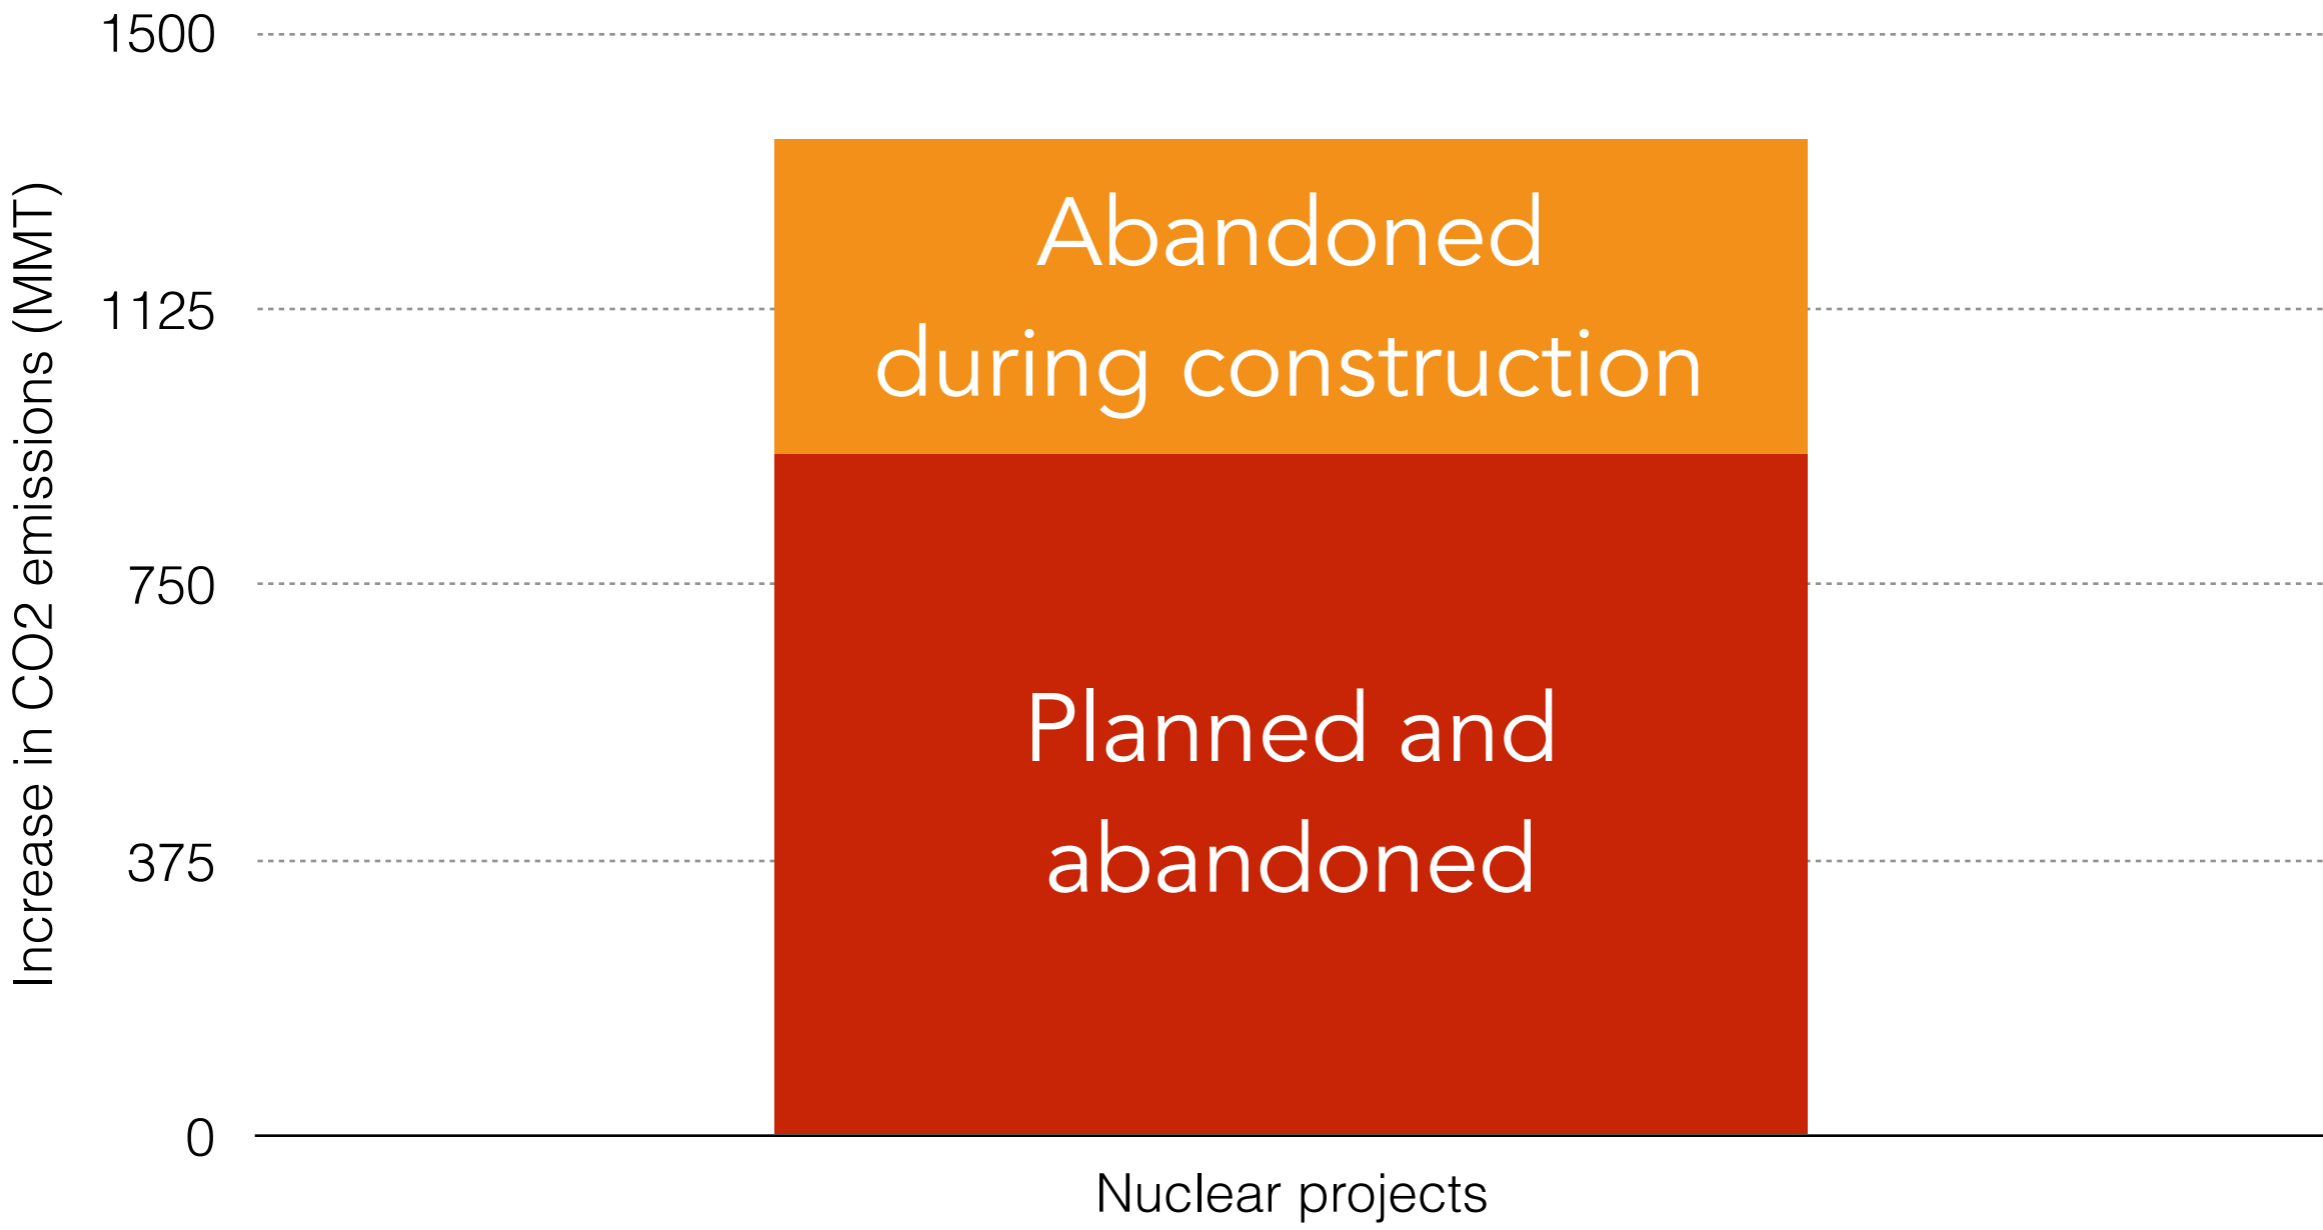 Increase in CO2 emissions (MMT)
1500
1125
750
375
0
Abandoned
during construction
Planned and
abandoned
Nuclear projects